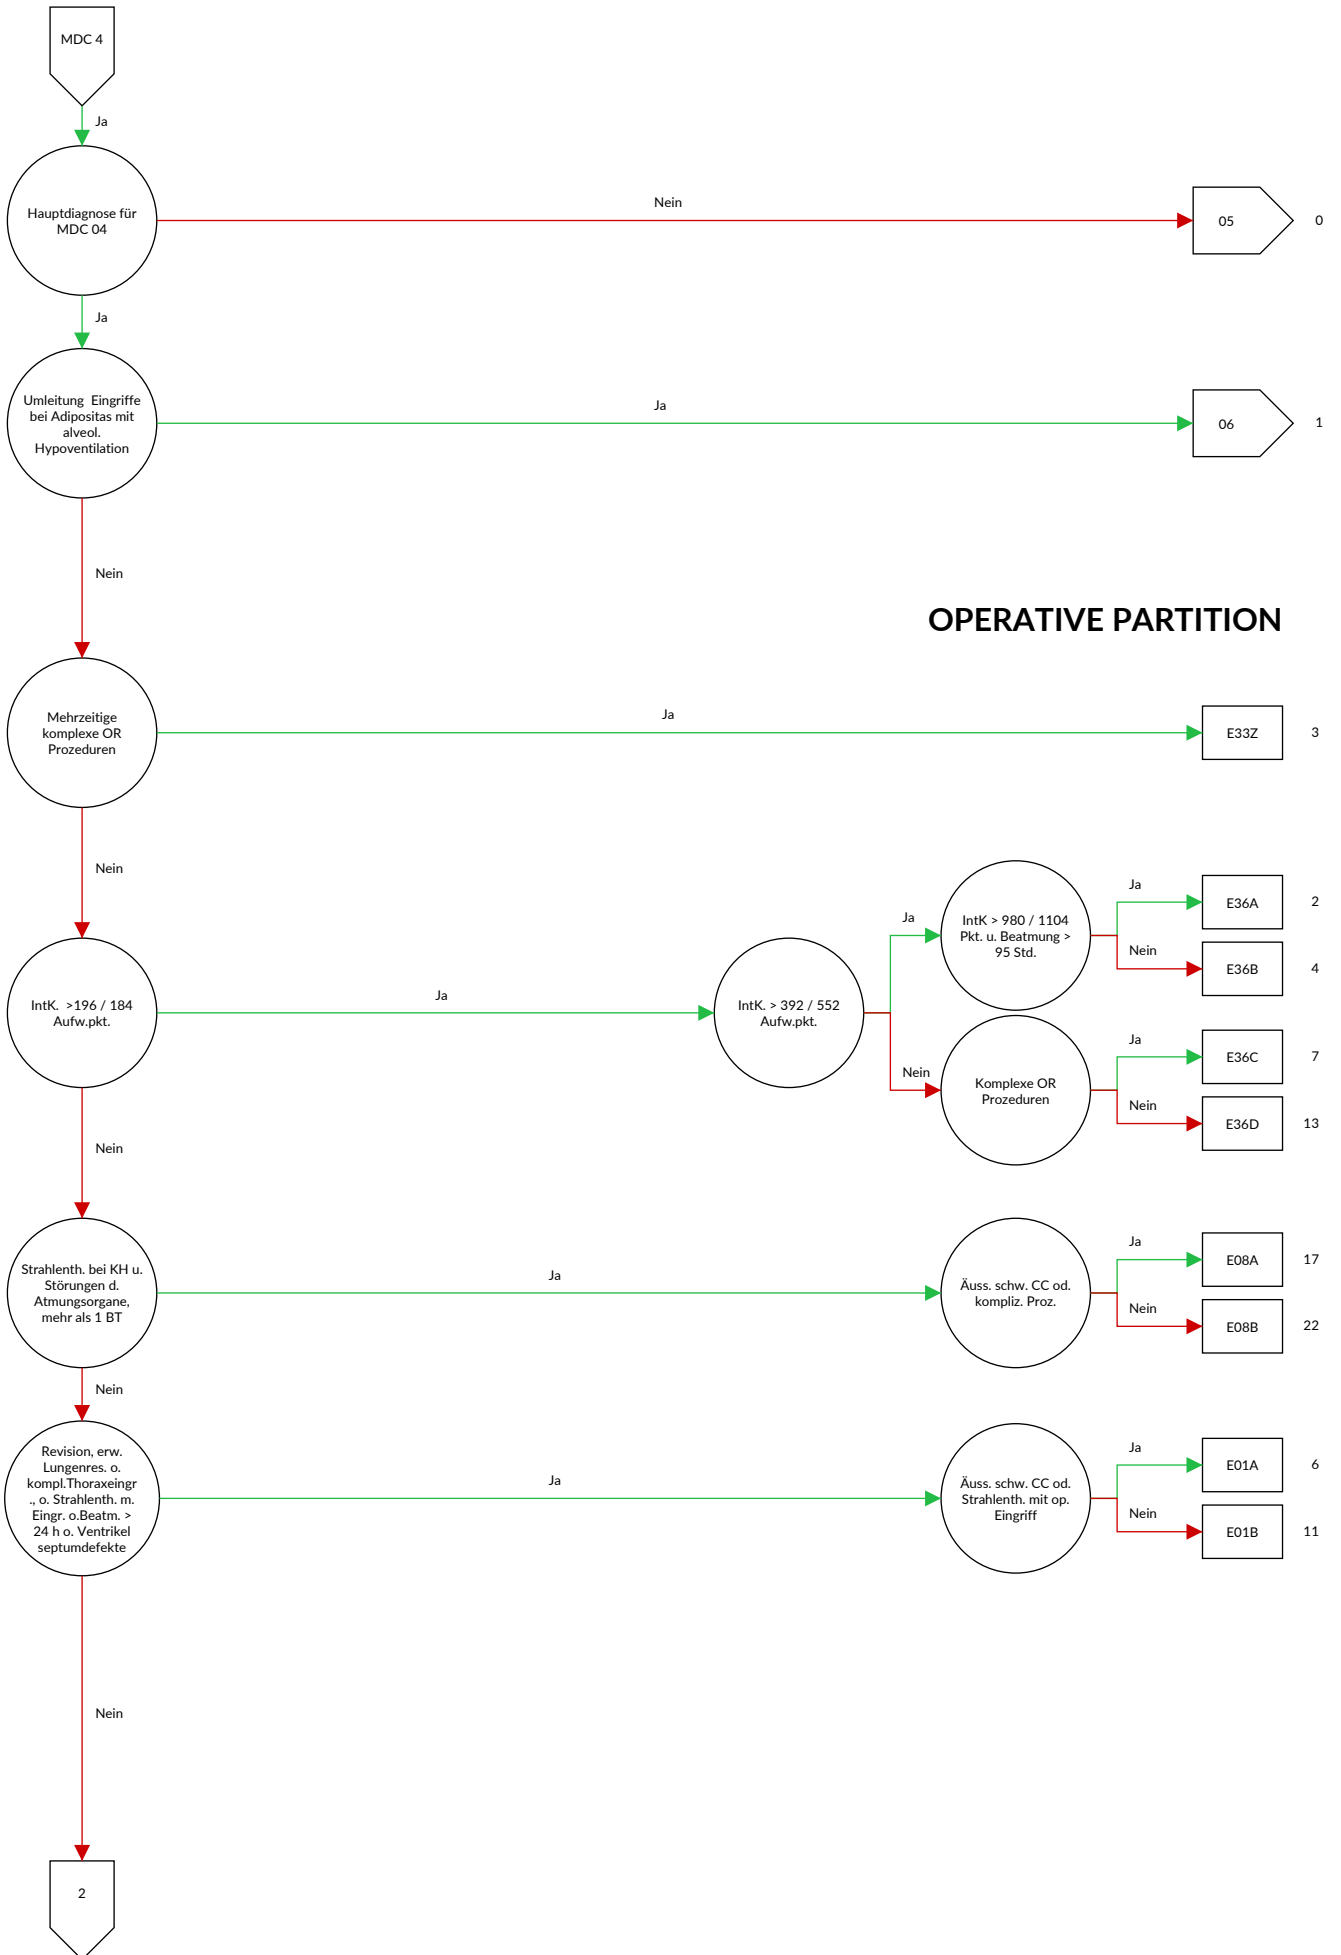 MDC 4
Ja
Hauptdiagnose für
MDC 04
Nein
05
0
Ja
Umleitung Eingriffe
bei Adipositas mit
alveol.
Hypoventilation
Ja
06
1
Nein
OPERATIVE PARTITION
Mehrzeitige
komplexe OR
Prozeduren
Ja
E33Z
3
Nein
IntK. >196 / 184
Aufw.pkt.
Ja
IntK. > 392 / 552
Aufw.pkt.
Ja
IntK > 980 / 1104
Pkt. u. Beatmung >
95 Std.
Ja
E36A
2
Nein
E36B
4
Nein
Komplexe OR
Prozeduren
Ja
E36C
7
Nein
E36D
13
Nein
Strahlenth. bei KH u.
Störungen d.
Atmungsorgane,
mehr als 1 BT
Ja
Äuss. schw. CC od.
kompliz. Proz.
Ja
E08A
17
Nein
E08B
22
Nein
Revision, erw.
Lungenres. o.
kompl.Thoraxeingr
., o. Strahlenth. m.
Eingr. o.Beatm. >
24 h o. Ventrikel
septumdefekte
Ja
Äuss. schw. CC od.
Strahlenth. mit op.
Eingriff
Ja
E01A
6
Nein
E01B
11
Nein
2